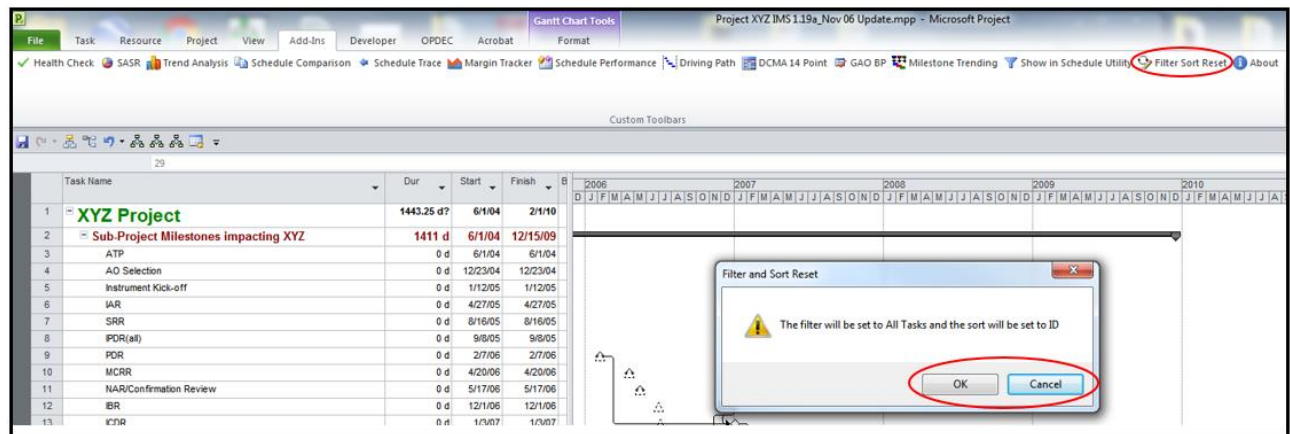 Gantt Chart Tools Project XYZ IMS 1.19a_Nov 06 Update.mpp - Microsoft Project
File Task Resource Project View Add-Ins Developer OPDEC Acrobat Format
Health Check SASR Trend Analysis Schedule Comparison Schedule Trace Margin Tracker Schedule Performance Driving Path DCMA 14 Point GAO BP Milestone Trending Show in Schedule Utility Filter Sort Reset About
Custom Toolbars
29
Task Name Dur Start Finish B 2006 2007 2008 2009 2010
D J F M A M J J A S O N D J F M A M J J A S O N D J F M A M J J A S O N D J F M A M J J A S O N D J F M A M J J A
1 XYZ Project 1443.25 d? 6/1/04 2/1/10
2 Sub-Project Milestones impacting XYZ 1411 d 6/1/04 12/15/09
3 ATP 0 d 6/1/04 6/1/04
4 AO Selection 0 d 12/23/04 12/23/04
5 Instrument Kick-off 0 d 1/12/05 1/12/05
6 IAR 0 d 4/27/05 4/27/05
7 SRR 0 d 8/16/05 8/16/05
8 IPDR(all) 0 d 9/8/05 9/8/05
9 PDR 0 d 2/7/06 2/7/06
10 MCRR 0 d 4/20/06 4/20/06
11 NAR/Confirmation Review 0 d 5/17/06 5/17/06
12 IBR 0 d 12/1/06 12/1/06
13 ICDR 0 d 1/3/07 1/3/07
Filter and Sort Reset
The filter will be set to All Tasks and the sort will be set to ID
OK Cancel